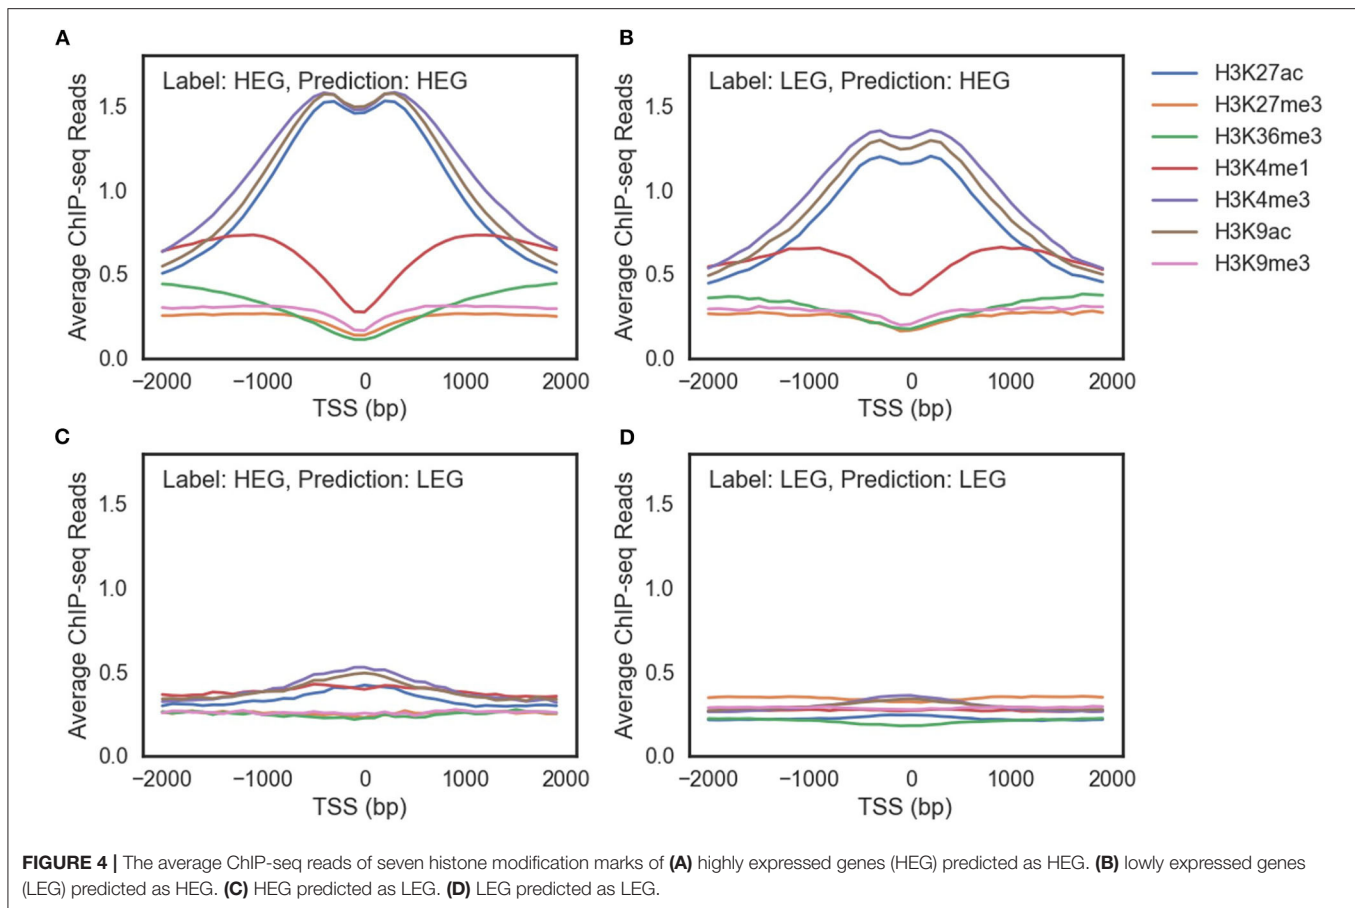 A
Label: HEG, Prediction: HEG
Average ChIP-seq Reads
1.5
1.0
0.5
0.0
−2000 −1000 0 1000 2000
TSS (bp)
B
Label: LEG, Prediction: HEG
Average ChIP-seq Reads
1.5
1.0
0.5
0.0
−2000 −1000 0 1000 2000
TSS (bp)
H3K27ac
H3K27me3
H3K36me3
H3K4me1
H3K4me3
H3K9ac
H3K9me3
C
Label: HEG, Prediction: LEG
Average ChIP-seq Reads
1.5
1.0
0.5
0.0
−2000 −1000 0 1000 2000
TSS (bp)
D
Label: LEG, Prediction: LEG
Average ChIP-seq Reads
1.5
1.0
0.5
0.0
−2000 −1000 0 1000 2000
TSS (bp)
FIGURE 4 | The average ChIP-seq reads of seven histone modification marks of (A) highly expressed genes (HEG) predicted as HEG. (B) lowly expressed genes
(LEG) predicted as HEG. (C) HEG predicted as LEG. (D) LEG predicted as LEG.